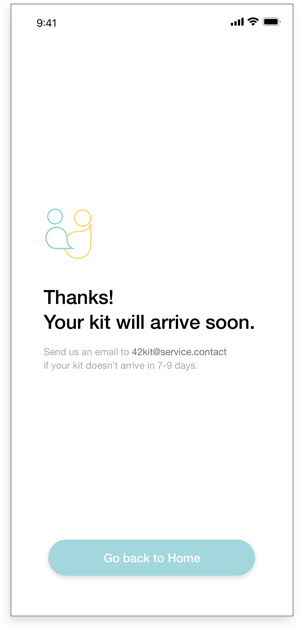 9:41
Thanks!
Your kit will arrive soon.
Send us an email to 42kit@service.contact
if your kit doesn't arrive in 7-9 days.
Go back to Home